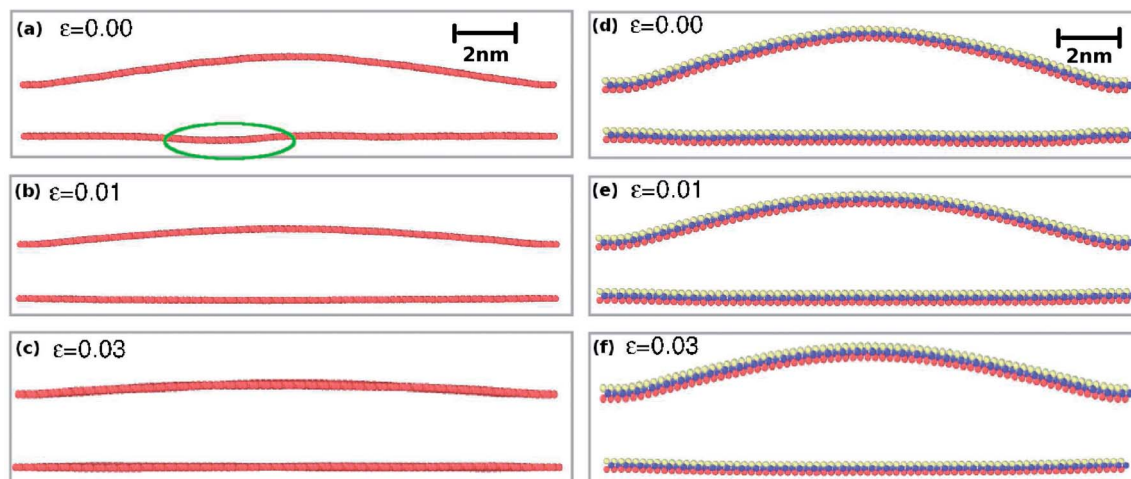 (a) ε=0.00
2nm
(b) ε=0.01
(c) ε=0.03
(d) ε=0.00
2nm
(e) ε=0.01
(f) ε=0.03